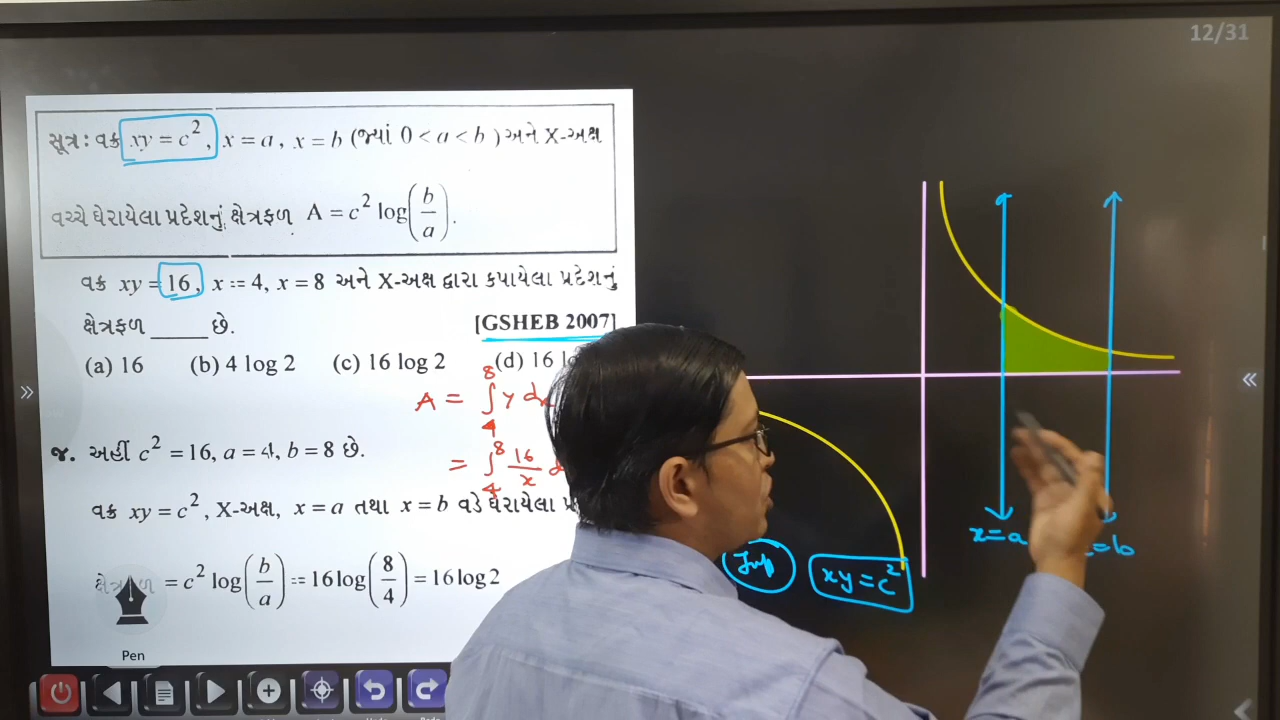 12/31
સૂત્ર : વક્ર xy = c², x = a, x = b (જ્યાં 0 < a < b ) અને X-અક્ષ
વચ્ચે ઘેરાયેલા પ્રદેશનું ક્ષેત્રફળ A = c² log(b/a).
વક્ર xy = 16, x = 4, x = 8 અને X-અક્ષ દ્વારા કપાયેલા પ્રદેશનું
ક્ષેત્રફળ _____ છે. [GSHEB 2007]
(a) 16 (b) 4 log 2 (c) 16 log 2 (d) 16
A = ∫₄⁸ y dx
= ∫₄⁸ 16/x
જ. અહીં c² = 16, a = 4, b = 8 છે.
વક્ર xy = c², X-અક્ષ, x = a તથા x = b વડે ઘેરાયેલા
ક્ષેત્રફળ = c² log(b/a) = 16 log(8/4) = 16 log 2
x = a
= b
Imp
xy = c²
Pen